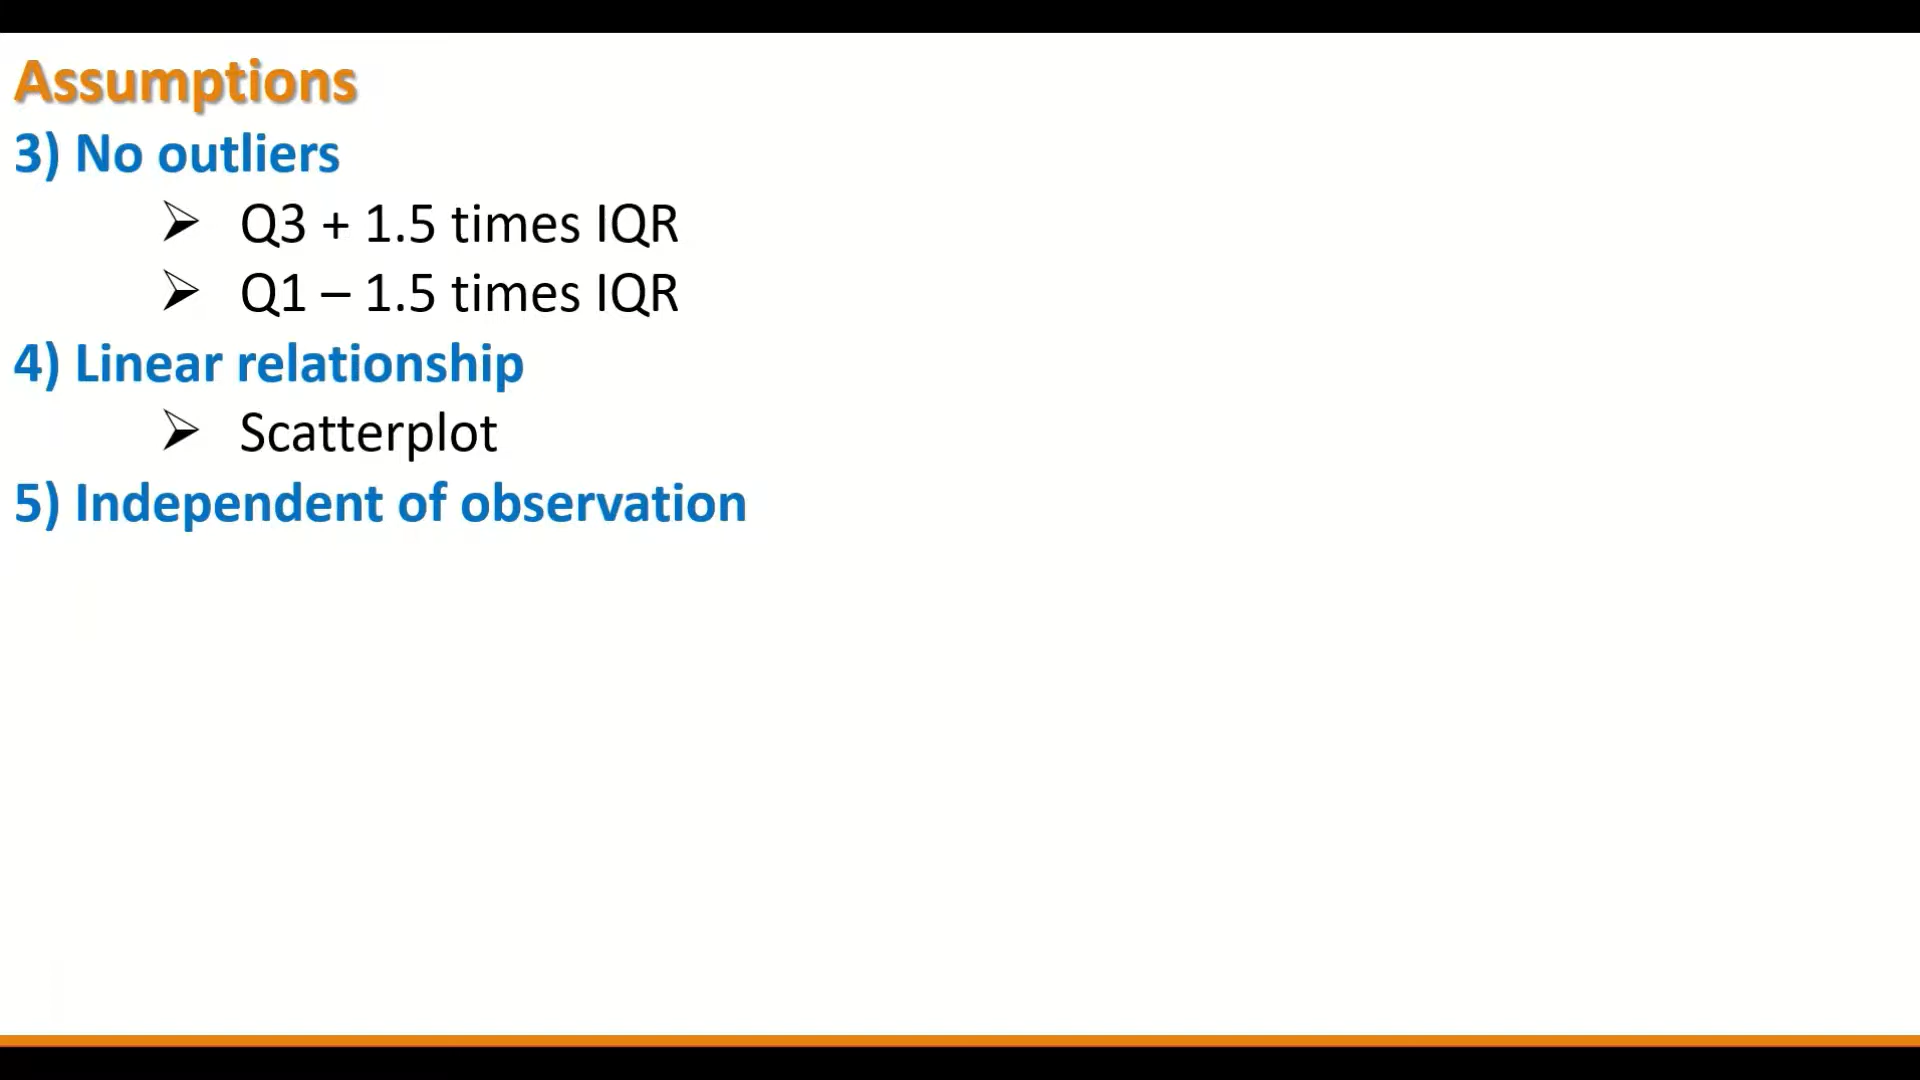 Assumptions
3) No outliers
➢ Q3 + 1.5 times IQR
➢ Q1 – 1.5 times IQR
4) Linear relationship
➢ Scatterplot
5) Independent of observation